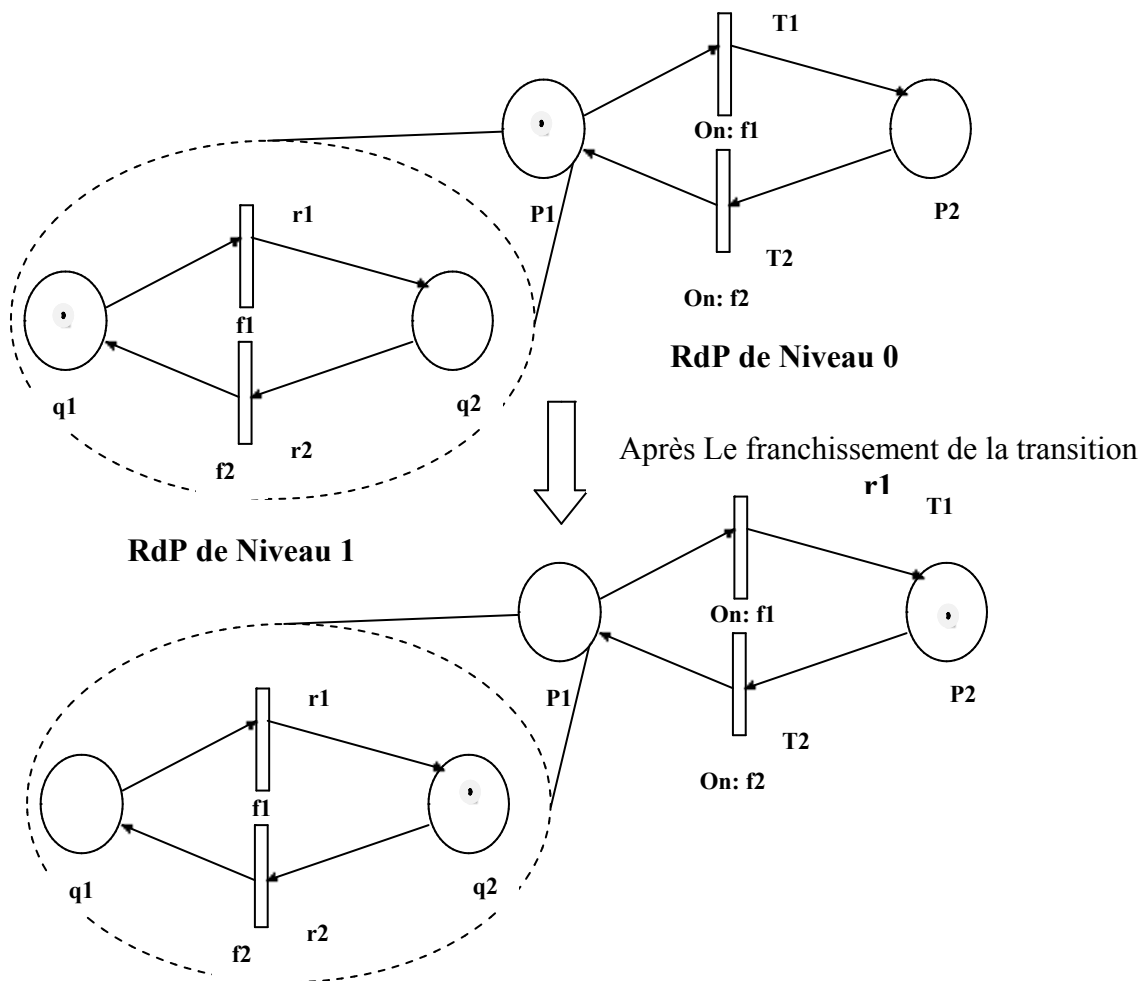 T1
On: f1
P1
P2
r1
T2
On: f2
f1
RdP de Niveau 0
q1
q2
r2
f2
Après Le franchissement de la transition
r1
T1
RdP de Niveau 1
On: f1
P1
P2
r1
T2
On: f2
f1
q1
q2
r2
f2